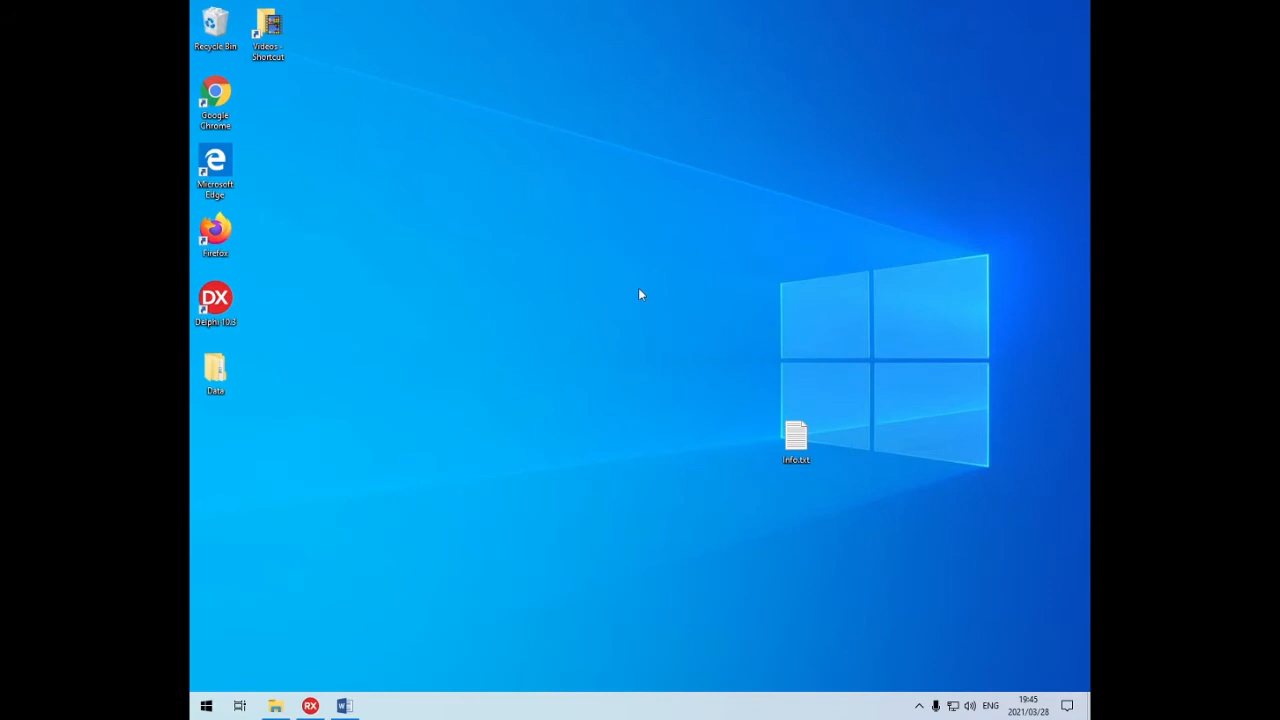 Recycle Bin
Videos -
Shortcut
Google
Chrome
Microsoft
Edge
Firefox
DX
Delphi 10.3
Data
Info.txt
RX
W
ENG
19:45
2021/03/28